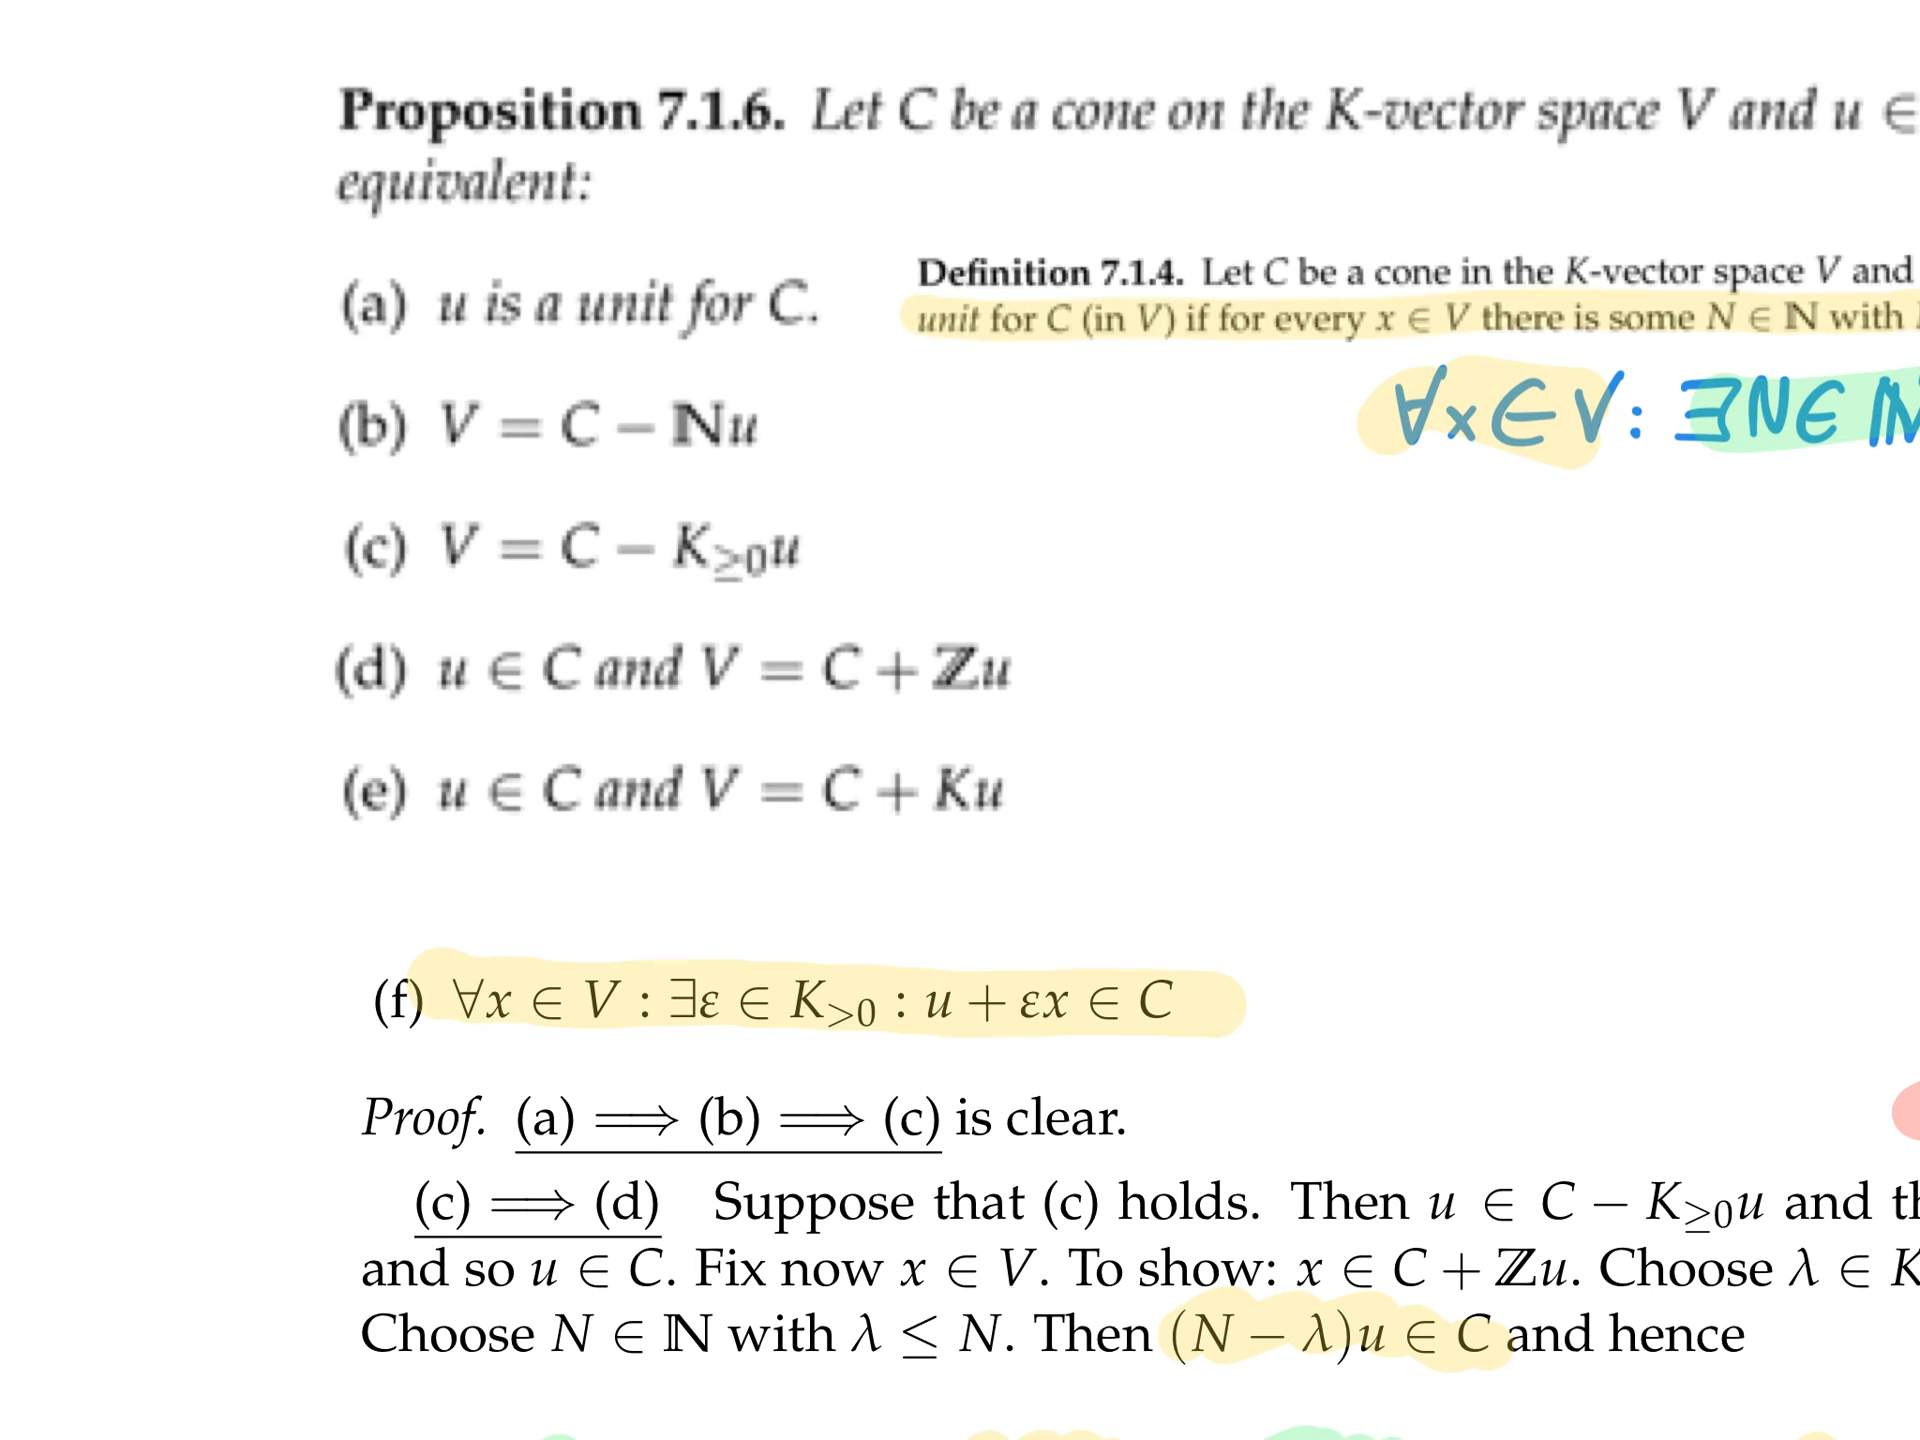 Proposition 7.1.6. Let C be a cone on the K-vector space V and u ∈
equivalent:
(a) u is a unit for C.
Definition 7.1.4. Let C be a cone in the K-vector space V and
unit for C (in V) if for every x ∈ V there is some N ∈ ℕ with
∀x∈V: ∃N∈ℕ
(b) V = C − ℕu
(c) V = C − K≥0u
(d) u ∈ C and V = C + ℤu
(e) u ∈ C and V = C + Ku
(f) ∀x ∈ V : ∃ε ∈ K>0 : u + εx ∈ C
Proof. (a) ⟹ (b) ⟹ (c) is clear.
(c) ⟹ (d) Suppose that (c) holds. Then u ∈ C − K≥0u and
and so u ∈ C. Fix now x ∈ V. To show: x ∈ C + ℤu. Choose λ ∈ K
Choose N ∈ ℕ with λ ≤ N. Then (N − λ)u ∈ C and hence